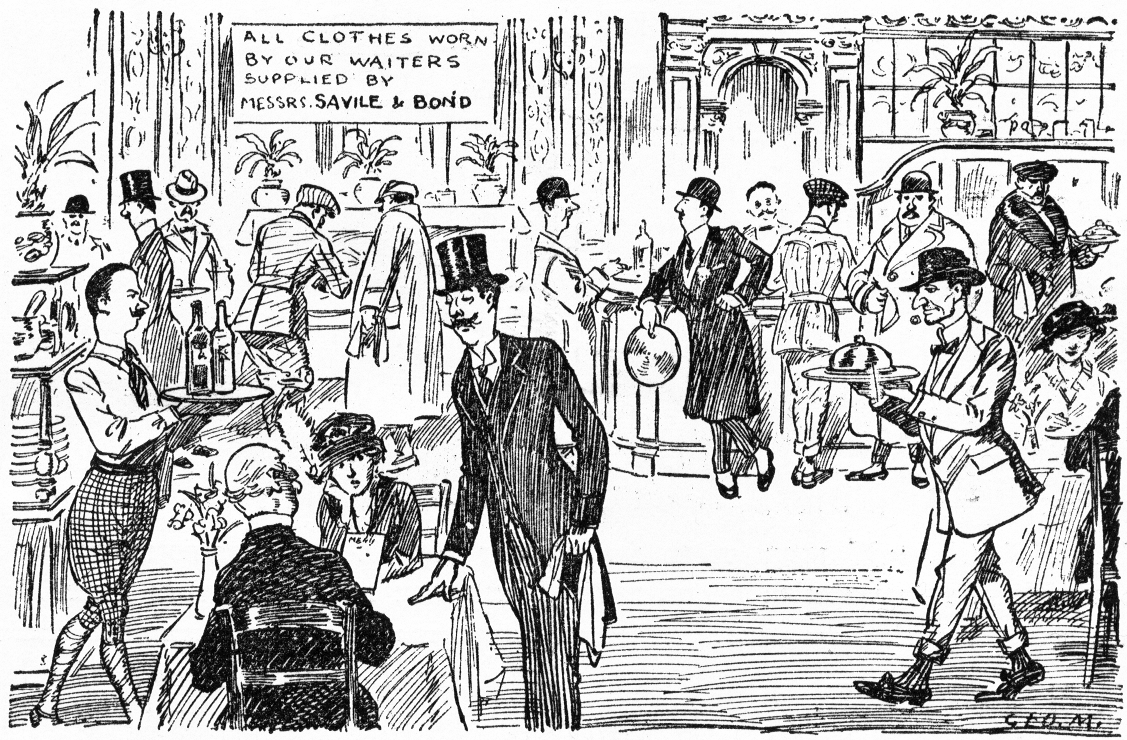 ALL CLOTHES WORN
BY OUR WAITERS
SUPPLIED BY
MESSRS. SAVILE & BOND
MENU
GEO. M.